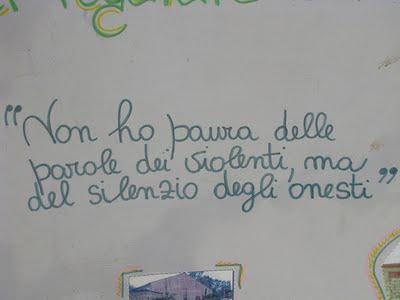 "Non ho paura delle
parole dei violenti, ma
del silenzio degli onesti"